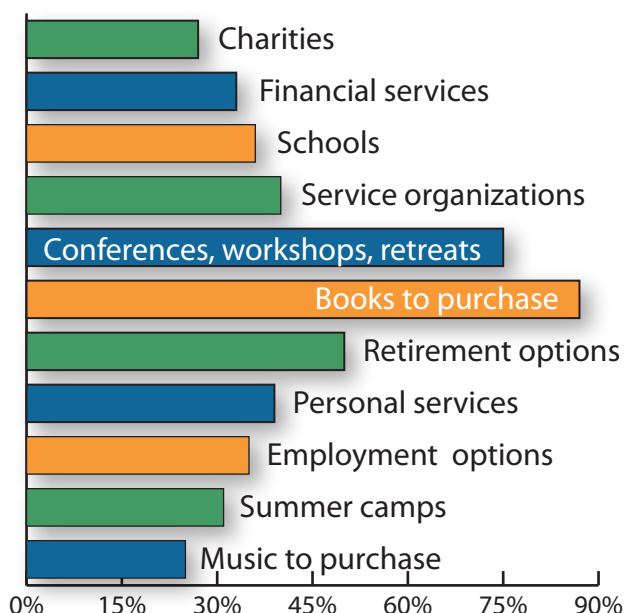 Charities
Financial services
Schools
Service organizations
Conferences, workshops, retreats
Books to purchase
Retirement options
Personal services
Employment options
Summer camps
Music to purchase
0% 15% 30% 45% 60% 75% 90%